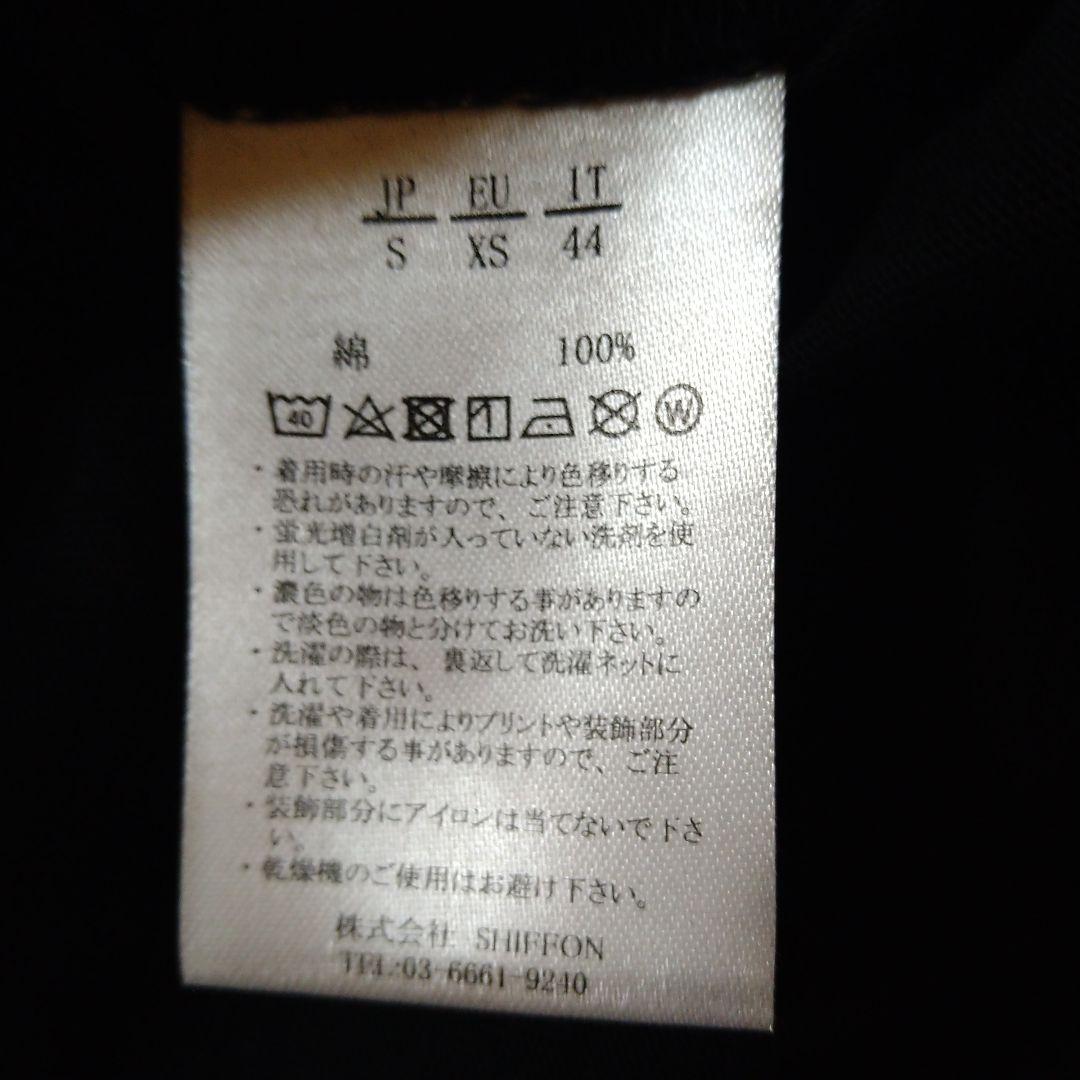 JP EU IT
S XS 44
綿 100%
40 1 W
・着用時の汗や摩擦により色移りする
恐れがありますので、ご注意下さい。
・蛍光増白剤が入っていない洗剤を使
用して下さい。
・濃色の物は色移りする事がありますの
で淡色の物と分けてお洗い下さい。
・洗濯の際は、裏返して洗濯ネットに
入れて下さい。
・洗濯や着用によりプリントや装飾部分
が損傷する事がありますので、ご注
意下さい。
・装飾部分にアイロンは当てないで下さ
い。
・乾燥機のご使用はお避け下さい。
株式会社 SHIFFON
TEL:03-6661-9240